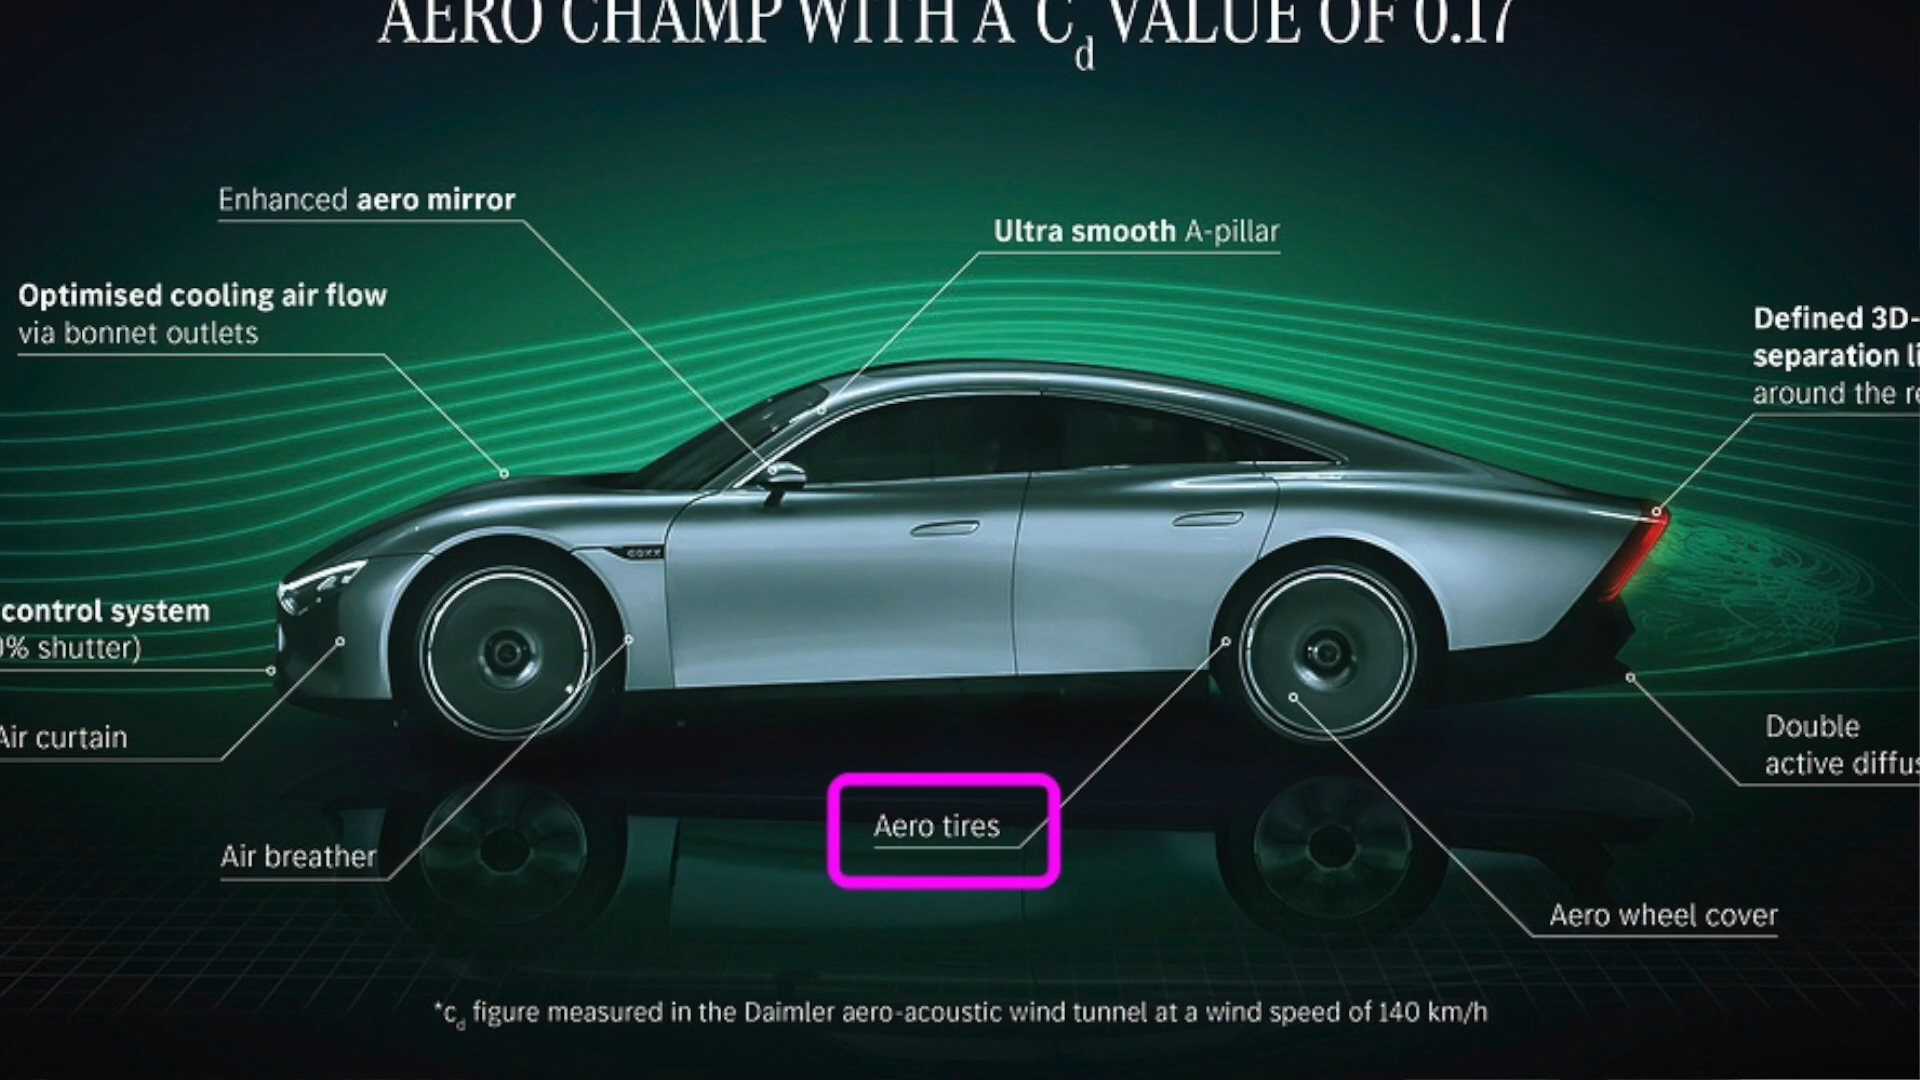 AERO CHAMP WITH A Cd VALUE OF 0.17
Enhanced aero mirror
Ultra smooth A-pillar
Optimised cooling air flow
via bonnet outlets
Defined 3D-
separation
around the
control system
% shutter)
Air curtain
Double
active
Aero tires
Air breather
Aero wheel cover
*cd figure measured in the Daimler aero-acoustic wind tunnel at a wind speed of 140 km/h